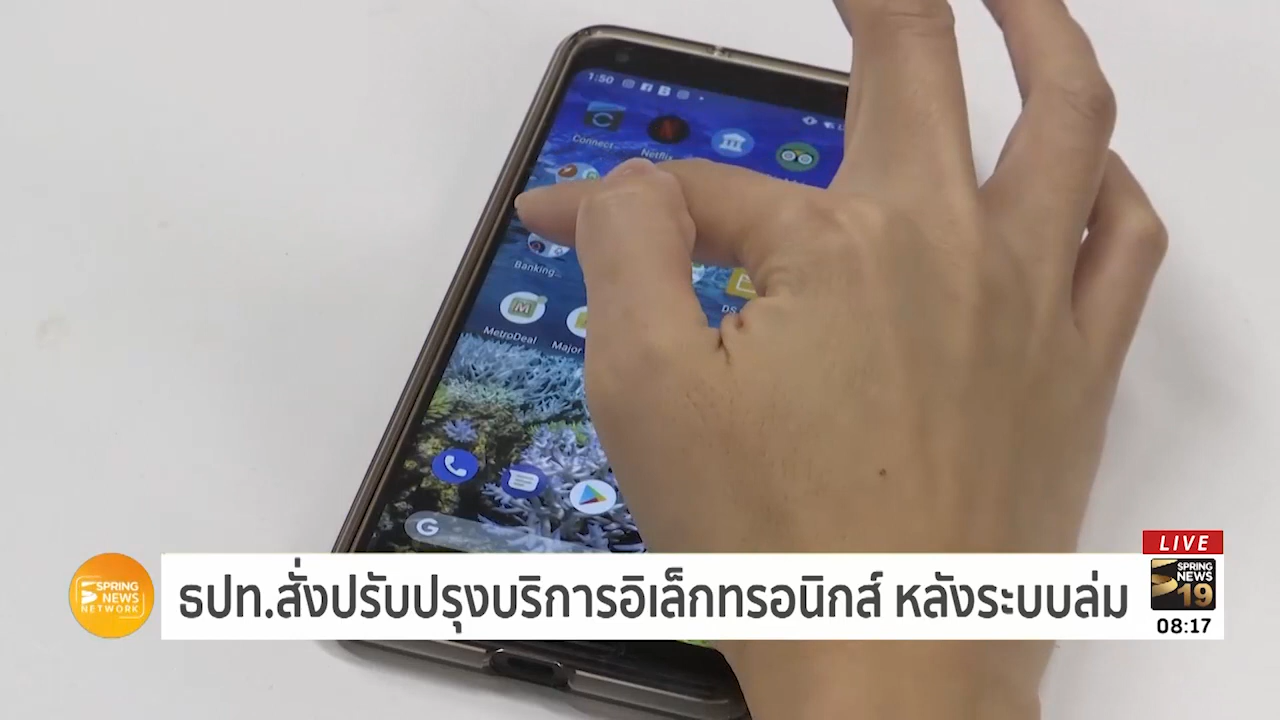 1:50
Connect...
Netflix
Banking...
MetroDeal
Major
DS
G
LIVE
SPRING
NEWS
NETWORK
ธปท.สั่งปรับปรุงบริการอิเล็กทรอนิกส์ หลังระบบล่ม
SPRING
NEWS
19
08:17